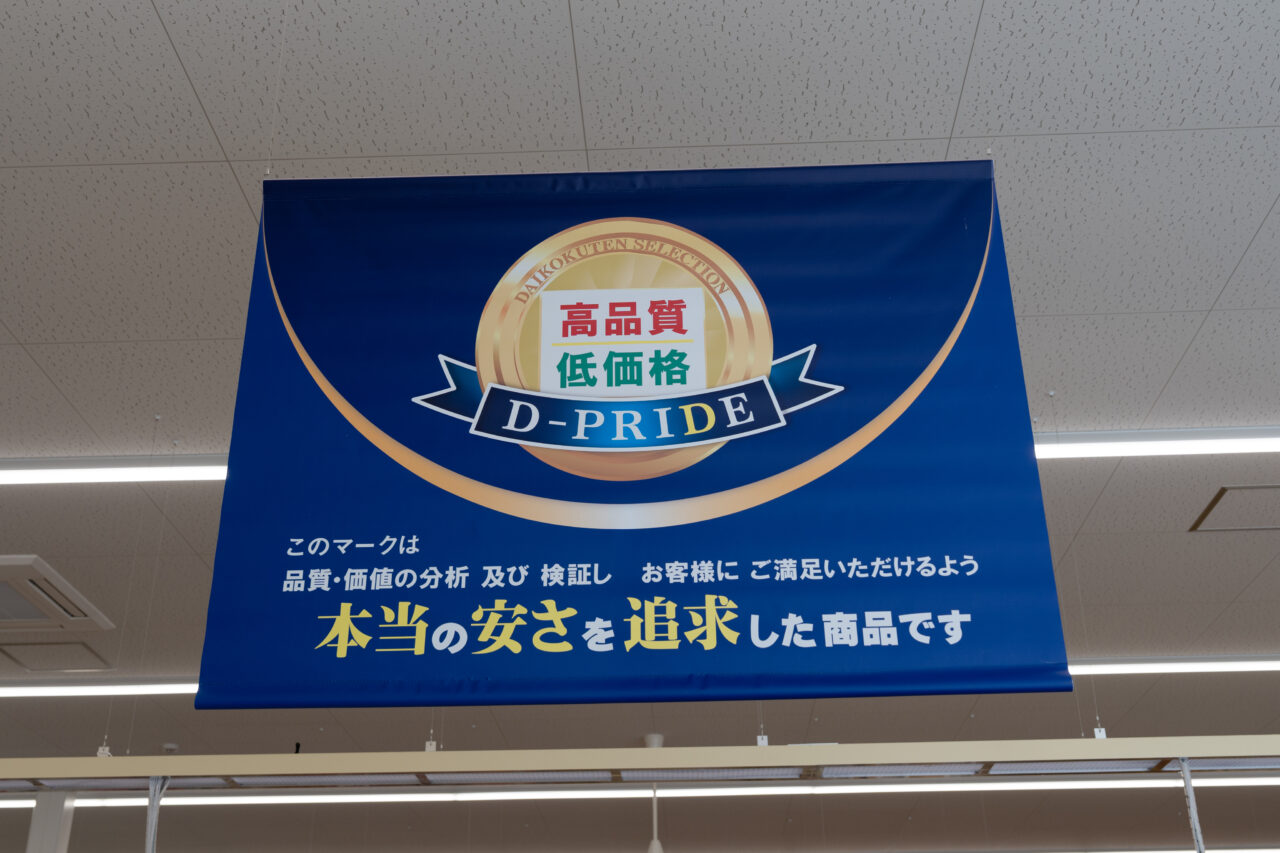 DAIKOKUTEN SELECTION
高品質
低価格
D-PRIDE
このマークは
品質・価値の分析 及び 検証し お客様に ご満足いただけるよう
本当の安さを追求した商品です